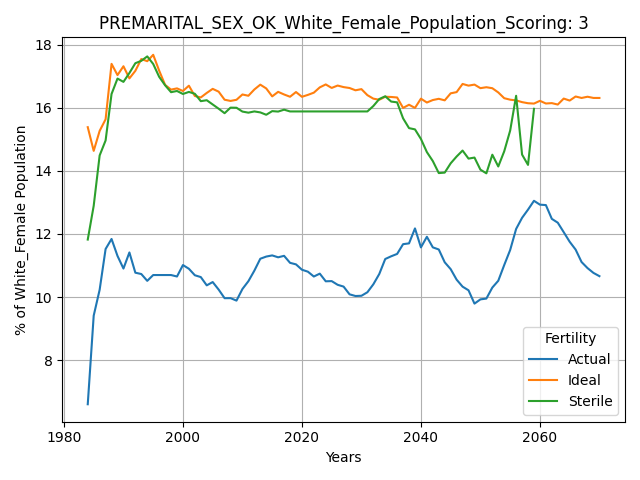 PREMARITAL_SEX_OK_White_Female_Population_Scoring: 3
% of White_Female Population
18
16
14
12
10
8
1980
2000
2020
2040
2060
Years
Fertility
Actual
Ideal
Sterile